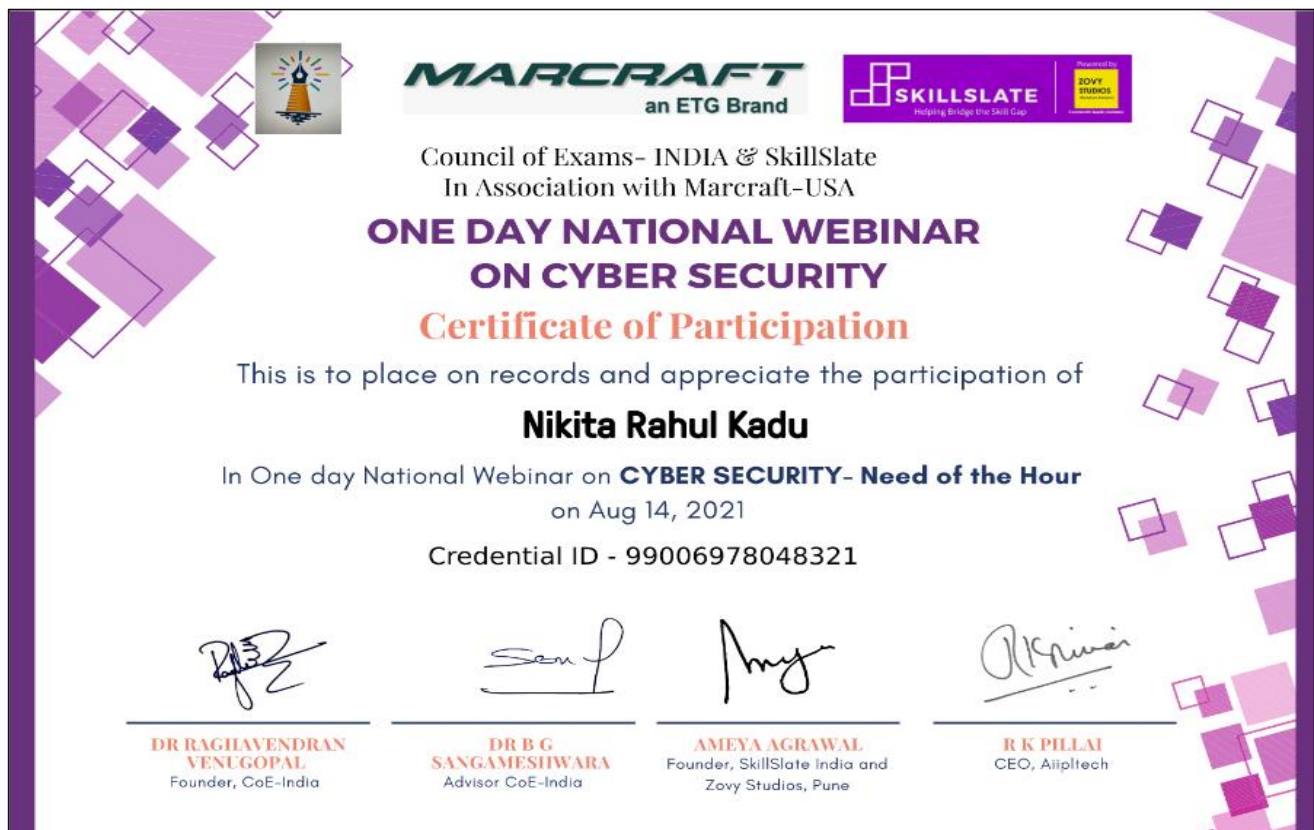 MARCRAFT
an ETG Brand
SKILLSLATE
Helping Bridge the Skill Gap
Powered by
ZOVY
STUDIOS
Council of Exams- INDIA & SkillSlate
In Association with Marcraft-USA
ONE DAY NATIONAL WEBINAR
ON CYBER SECURITY
Certificate of Participation
This is to place on records and appreciate the participation of
Nikita Rahul Kadu
In One day National Webinar on CYBER SECURITY- Need of the Hour
on Aug 14, 2021
Credential ID - 99006978048321
DR RAGHAVENDRAN
VENUGOPAL
Founder, CoE-India
DR B G
SANGAMESHWARA
Advisor CoE-India
AMEYA AGRAWAL
Founder, SkillSlate India and
Zovy Studios, Pune
R K PILLAI
CEO, Aiipltech